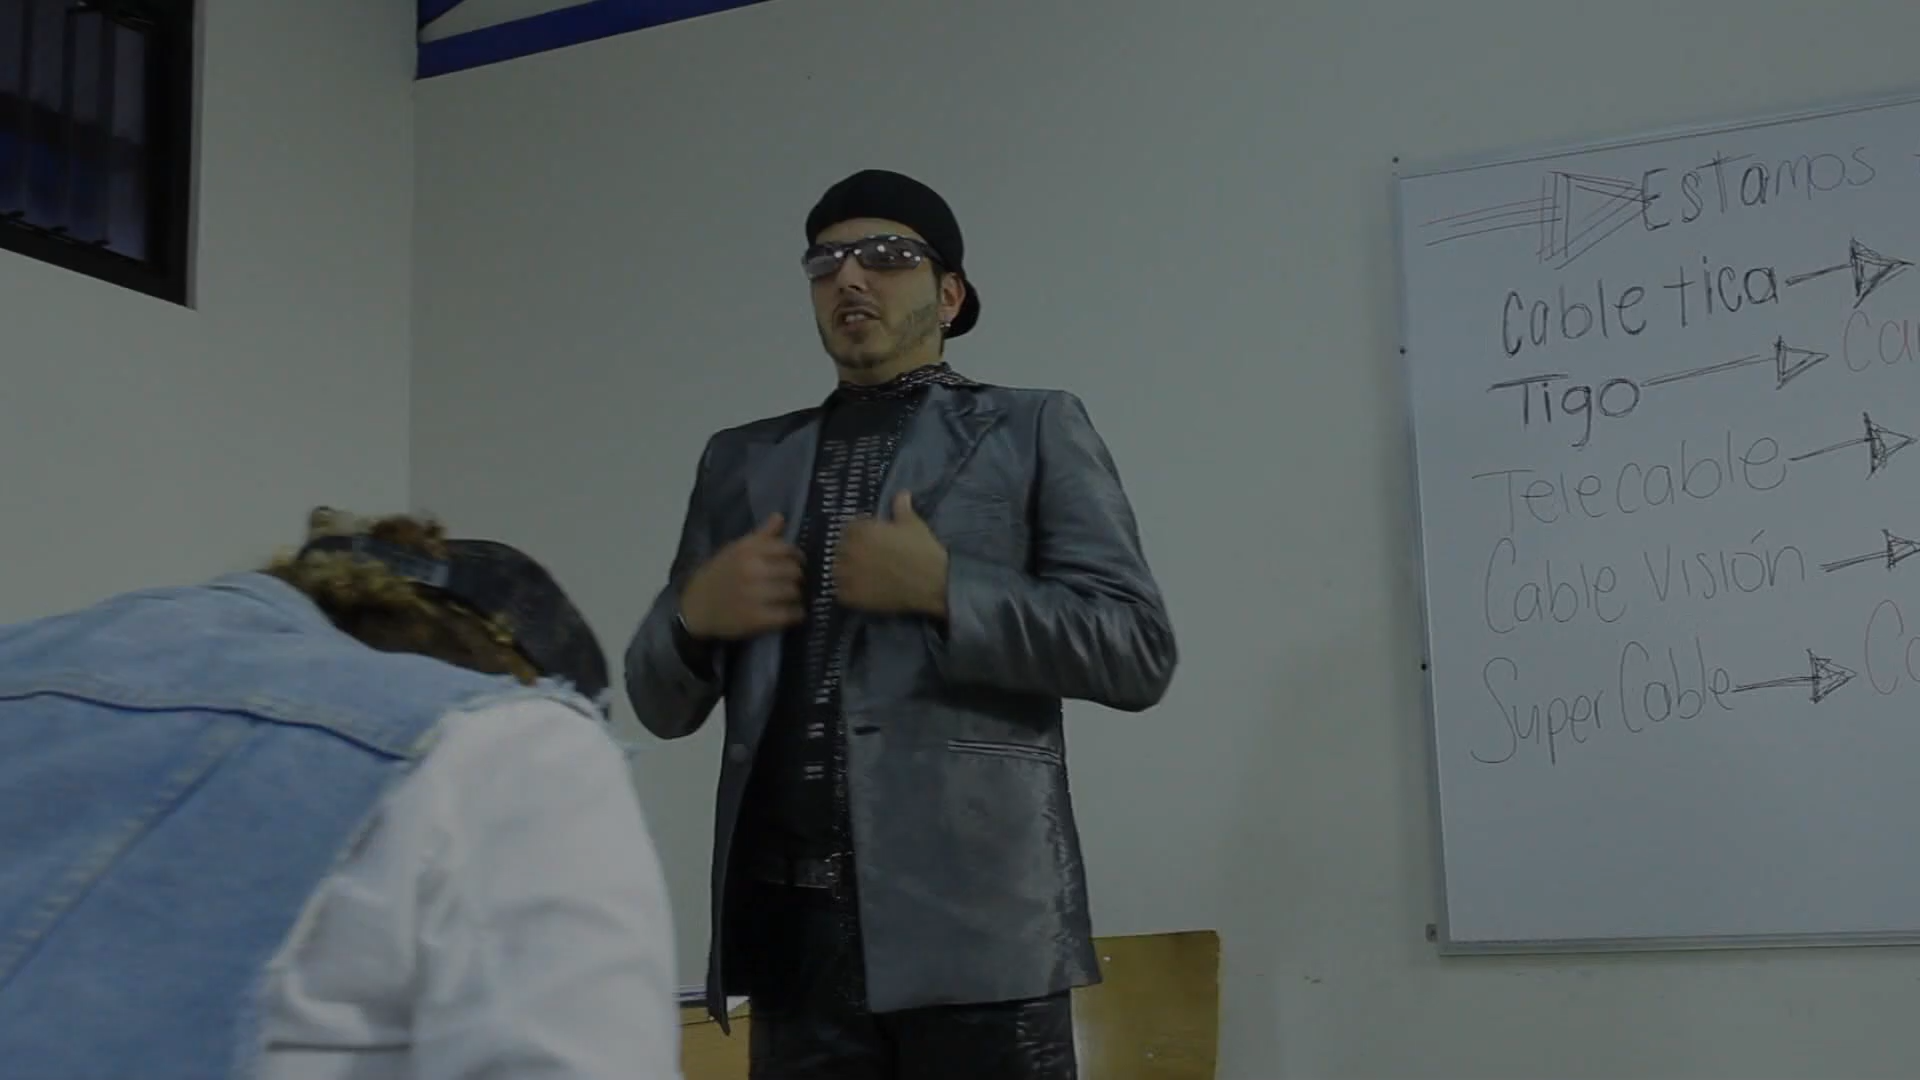 Estamos
Cable tica
Tigo
Telecable
Cable Visión
Super Cable